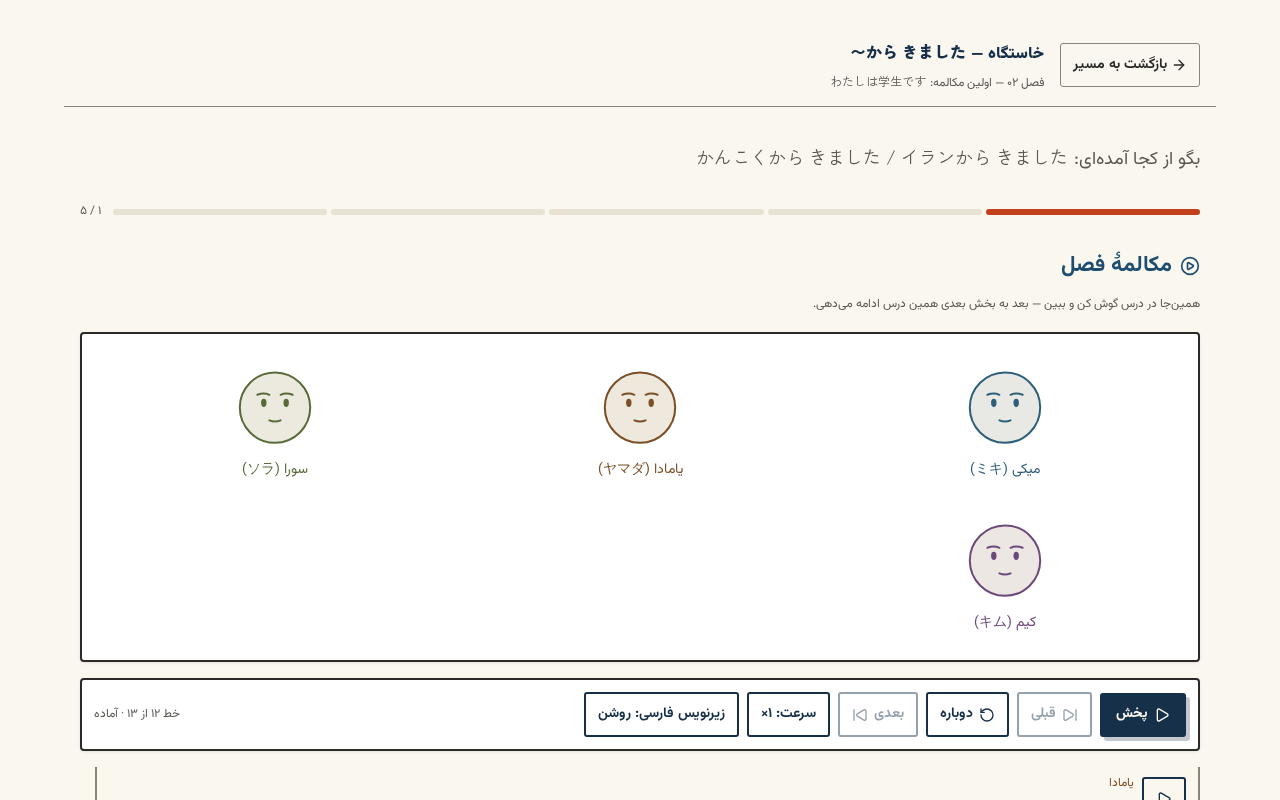 بازگشت به مسیر
خاستگاه — 〜から きました
فصل ۰۲ — اولین مکالمه: わたしは学生です
بگو از کجا آمده‌ای: かんこくから きました / イランから きました
۵ / ۱
مکالمهٔ فصل
همین‌جا در درس گوش کن و ببین — بعد به بخش بعدی همین درس ادامه می‌دهی.
میکی (ミキ)
یامادا (ヤマダ)
سورا (ソラ)
کیم (キム)
پخش
قبلی
دوباره
بعدی
سرعت: ۱×
زیرنویس فارسی: روشن
خط ۱۲ از ۱۳ · آماده
یامادا